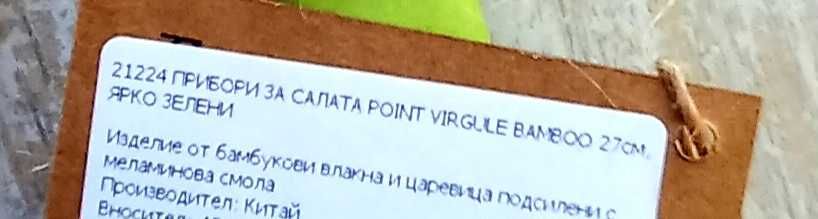 21224 ПРИБОРИ ЗА САЛАТА POINT VIRGULE BAMBOO 27см.
ЯРКО ЗЕЛЕНИ
Изделие от бамбукови влакна и царевица подсилени с
меламинова смола
Производител: Китай
Вносител: